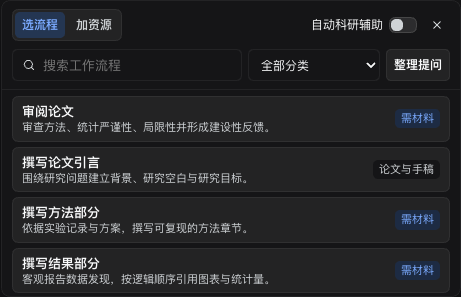 选流程 加资源 自动科研辅助
搜索工作流程 全部分类 整理提问
审阅论文
审查方法、统计严谨性、局限性并形成建设性反馈。
需材料
撰写论文引言
围绕研究问题建立背景、研究空白与研究目标。
论文与手稿
撰写方法部分
依据实验记录与方案，撰写可复现的方法章节。
需材料
撰写结果部分
客观报告数据发现，按逻辑顺序引用图表与统计量。
需材料